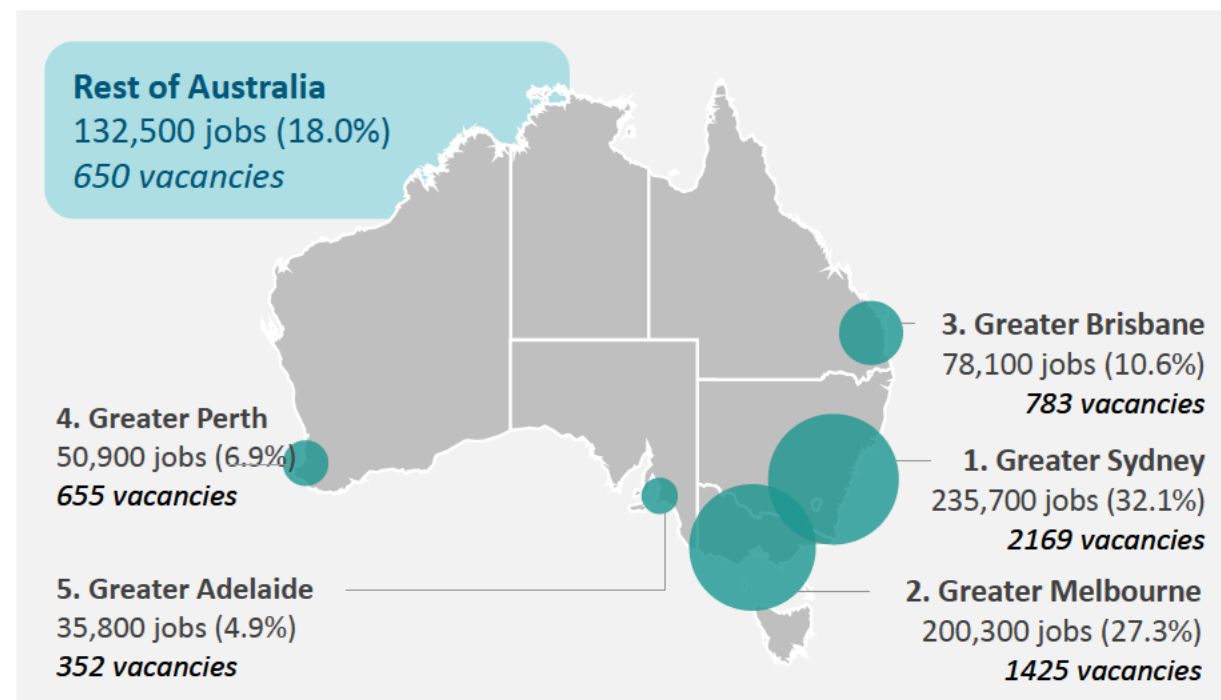 Rest of Australia
132,500 jobs (18.0%)
650 vacancies
3. Greater Brisbane
78,100 jobs (10.6%)
783 vacancies
4. Greater Perth
50,900 jobs (6.9%)
655 vacancies
1. Greater Sydney
235,700 jobs (32.1%)
2169 vacancies
5. Greater Adelaide
35,800 jobs (4.9%)
352 vacancies
2. Greater Melbourne
200,300 jobs (27.3%)
1425 vacancies